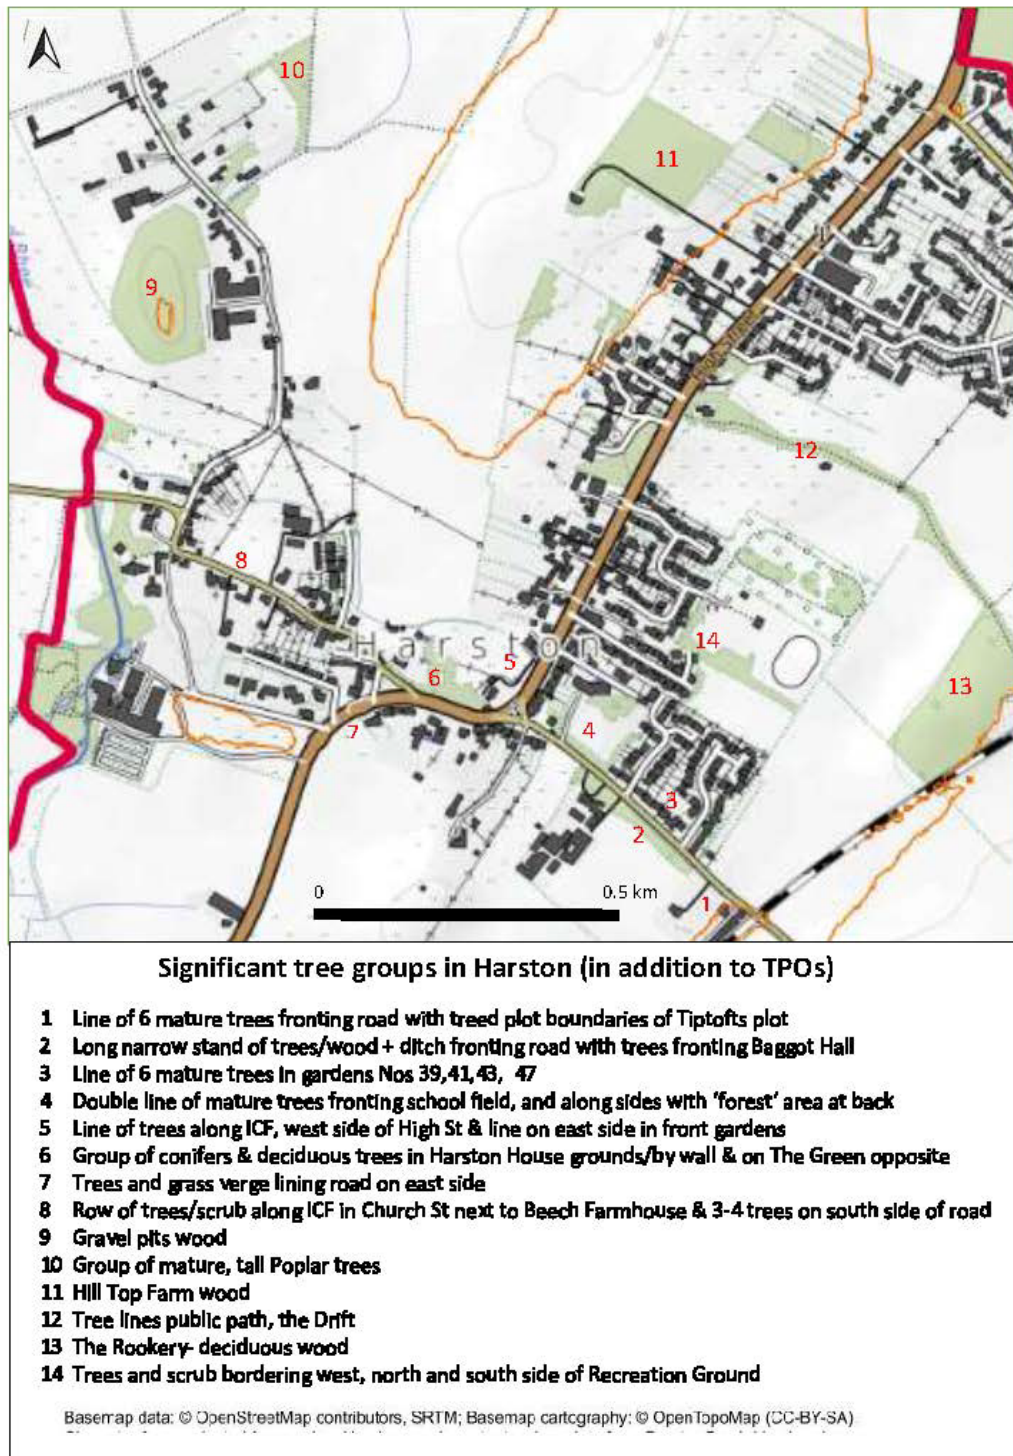 10
11
9
12
8
Harston
5
14
6
13
7
4
3
2
0 0.5 km
1
Significant tree groups in Harston (in addition to TPOs)
1 Line of 6 mature trees fronting road with treed plot boundaries of Tiptofts plot
2 Long narrow stand of trees/wood + ditch fronting road with trees fronting Baggot Hall
3 Line of 6 mature trees in gardens Nos 39,41,43, 47
4 Double line of mature trees fronting school field, and along sides with ‘forest’ area at back
5 Line of trees along ICF, west side of High St & line on east side in front gardens
6 Group of conifers & deciduous trees in Harston House grounds/by wall & on The Green opposite
7 Trees and grass verge lining road on east side
8 Row of trees/scrub along ICF in Church St next to Beech Farmhouse & 3-4 trees on south side of road
9 Gravel pits wood
10 Group of mature, tall Poplar trees
11 Hill Top Farm wood
12 Tree lines public path, the Drift
13 The Rookery- deciduous wood
14 Trees and scrub bordering west, north and south side of Recreation Ground
Basemap data: © OpenStreetMap contributors, SRTM; Basemap cartography: © OpenTopoMap (CC-BY-SA)